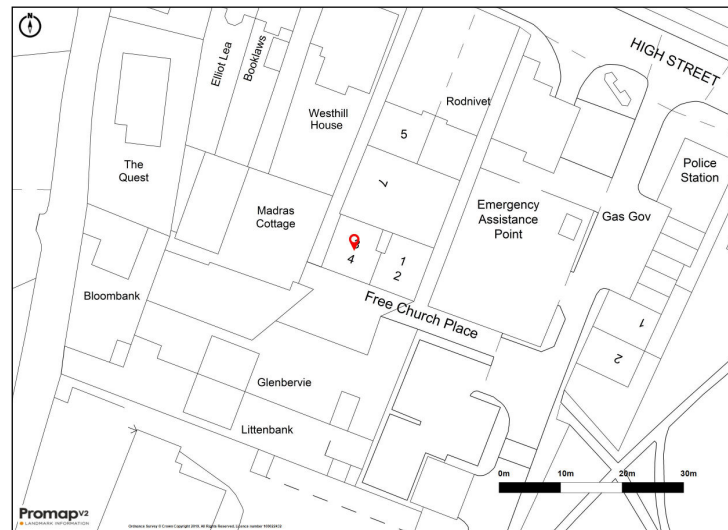 HIGH STREET
Elliot Lea
Booklaws
Westhill
House
Rodnivet
5
The
Quest
7
Police
Station
Madras
Cottage
Emergency
Assistance
Point
Gas Gov
4
1
2
Bloombank
Free Church Place
1
2
Glenbervie
Littenbank
0m
10m
20m
30m
Promap V2
LANDMARK INFORMATION